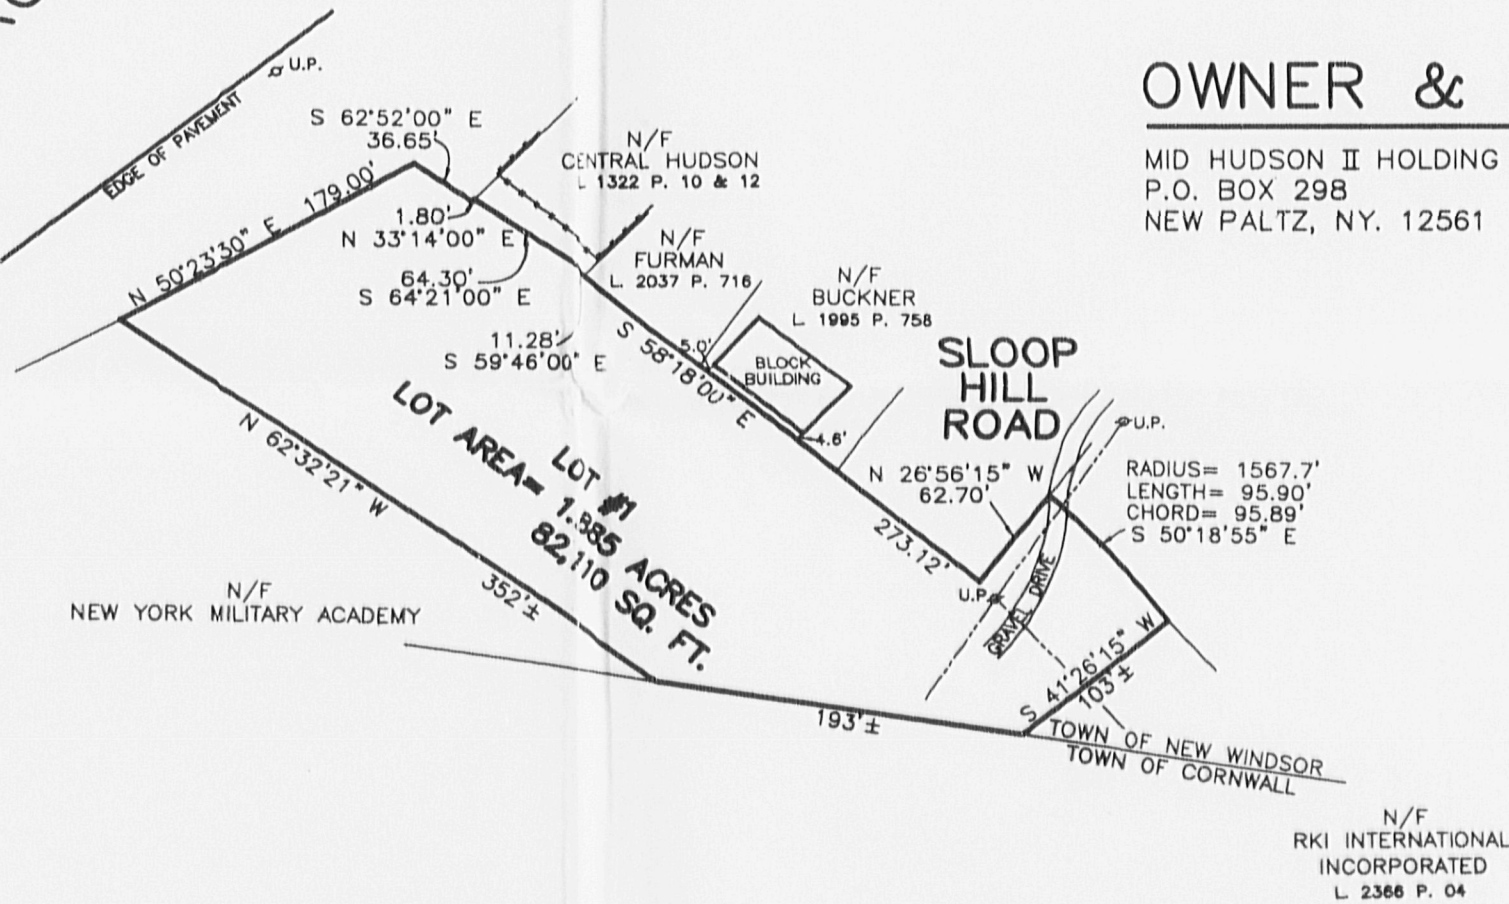 OWNER &
MID HUDSON II HOLDING
P.O. BOX 298
NEW PALTZ, NY. 12561
U.P.
EDGE OF PAVEMENT
S 62°52'00" E
36.65'
N/F
CENTRAL HUDSON
L 1322 P. 10 & 12
N 50°23'30" E 179.00'
1.80'
N 33°14'00" E
64.30'
S 64°21'00" E
N/F
FURMAN
L. 2037 P. 716
N/F
BUCKNER
L 1995 P. 758
11.28'
S 59°46'00" E
S 58°18'00" E
5.0'
BLOCK
BUILDING
4.6'
SLOOP
HILL
ROAD
U.P.
N 26°56'15" W
62.70'
RADIUS= 1567.7'
LENGTH= 95.90'
CHORD= 95.89'
S 50°18'55" E
273.12'
LOT #1
LOT AREA= 1.885 ACRES
82,110 SQ. FT.
N 62°32'21" W
352'±
N/F
NEW YORK MILITARY ACADEMY
U.P.
GRAVEL DRIVE
S 41°26'15" W
103'±
193'±
TOWN OF NEW WINDSOR
TOWN OF CORNWALL
N/F
RKI INTERNATIONAL
INCORPORATED
L 2366 P. 04